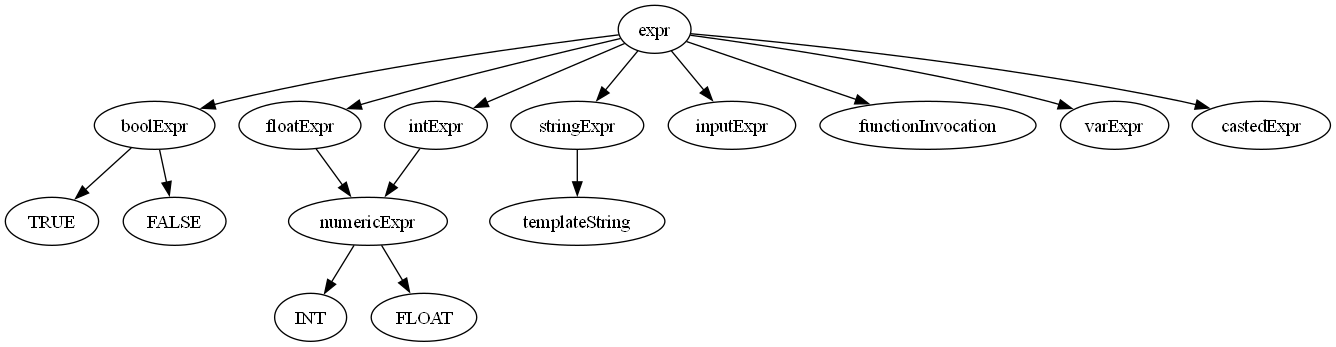 expr
boolExpr
floatExpr
intExpr
stringExpr
inputExpr
functionInvocation
varExpr
castedExpr
TRUE
FALSE
numericExpr
templateString
INT
FLOAT